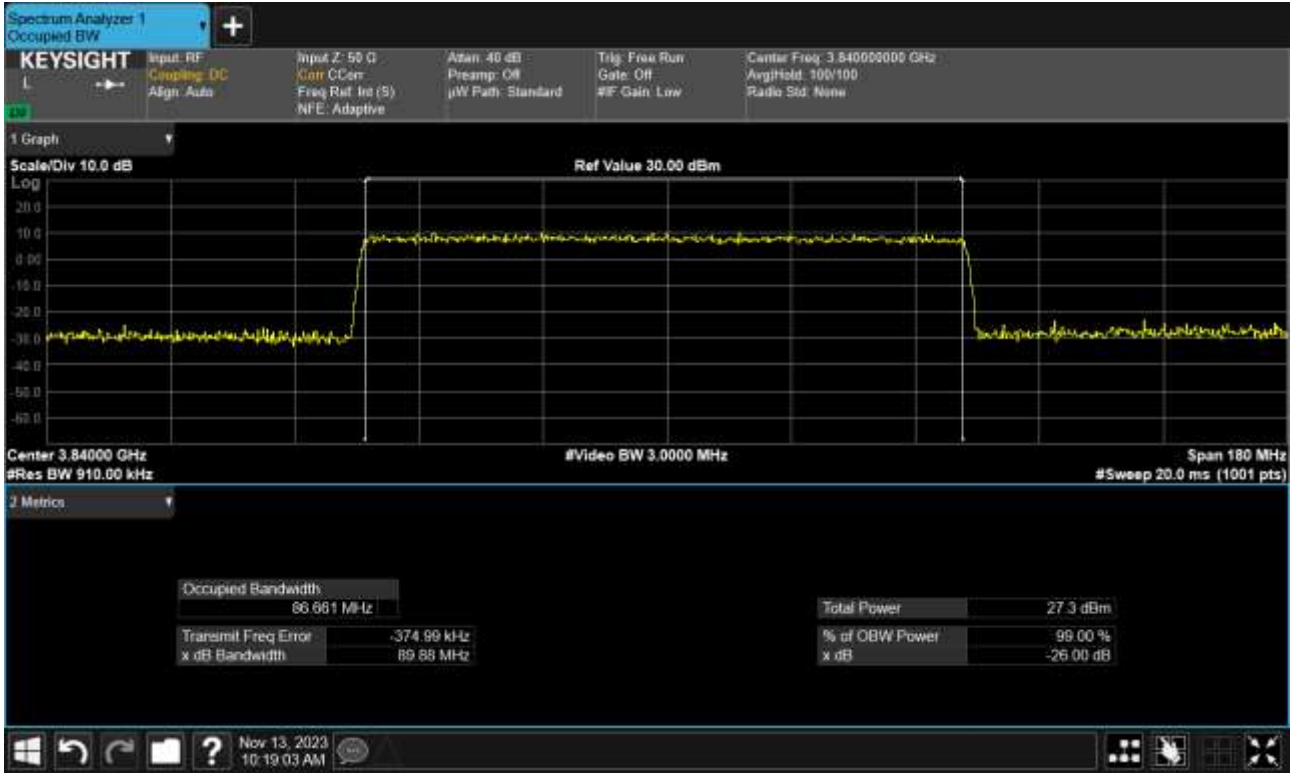 Spectrum Analyzer 1
Occupied BW
KEYSIGHT
L
Input: RF
Coupling: DC
Align: Auto
Input Z: 50 Ω
Corr CCorr
Freq Ref: Int (S)
NFE: Adaptive
Atten: 40 dB
Preamp: Off
µW Path: Standard
Trig: Free Run
Gate: Off
#IF Gain: Low
Center Freq: 3.840000000 GHz
Avg|Hold: 100/100
Radio Std: None
1 Graph
Scale/Div 10.0 dB
Ref Value 30.00 dBm
Log
20.0
10.0
0.00
-10.0
-20.0
-30.0
-40.0
-50.0
-60.0
Center 3.84000 GHz
#Video BW 3.0000 MHz
Span 180 MHz
#Res BW 910.00 kHz
#Sweep 20.0 ms (1001 pts)
2 Metrics
Occupied Bandwidth
86.661 MHz
Total Power 27.3 dBm
Transmit Freq Error -374.99 kHz
% of OBW Power 99.00 %
x dB Bandwidth 89.88 MHz
x dB -26.00 dB
?
Nov 13, 2023
10:19:03 AM